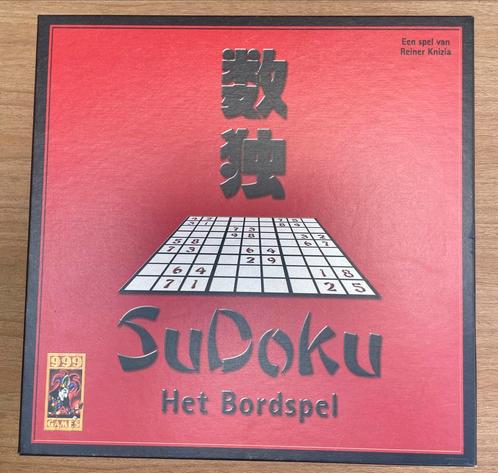 Een spel van
Reiner Knizia
数
独
SuDoku
Het Bordspel
999
GAMES